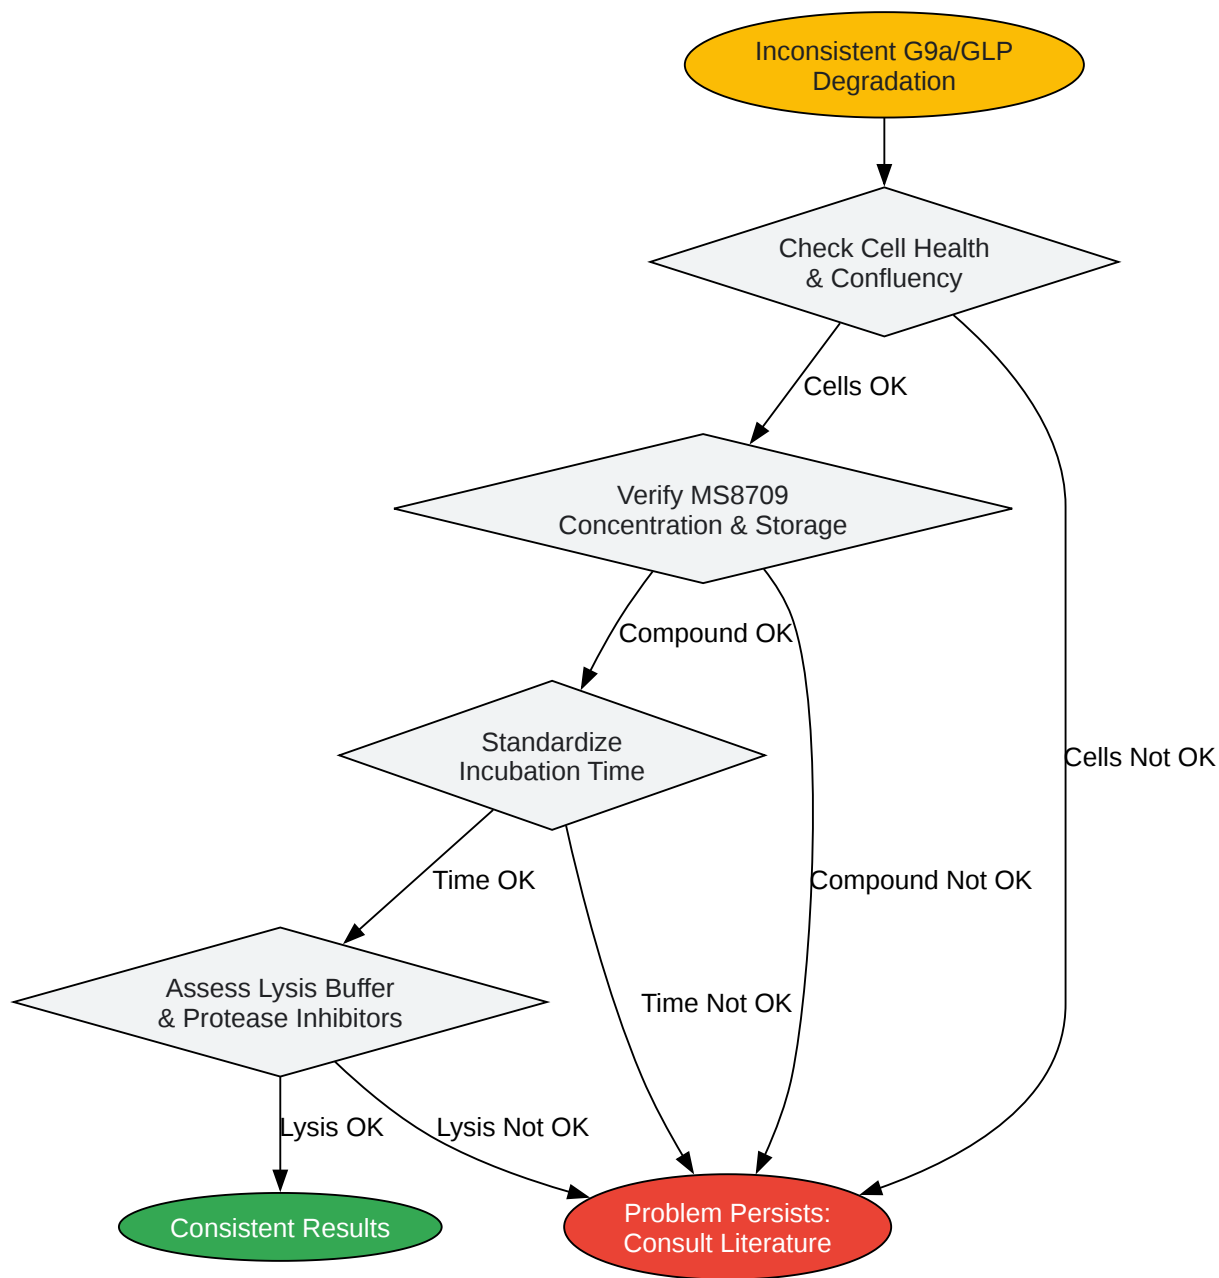 Inconsistent G9a/GLP
Degradation
Check Cell Health
& Confluency
Cells OK
Verify MS8709
Concentration & Storage
Compound OK
Standardize
Incubation Time
Cells Not OK
Time OK
Compound Not OK
Assess Lysis Buffer
& Protease Inhibitors
Time Not OK
Lysis OK
Lysis Not OK
Consistent Results
Problem Persists:
Consult Literature